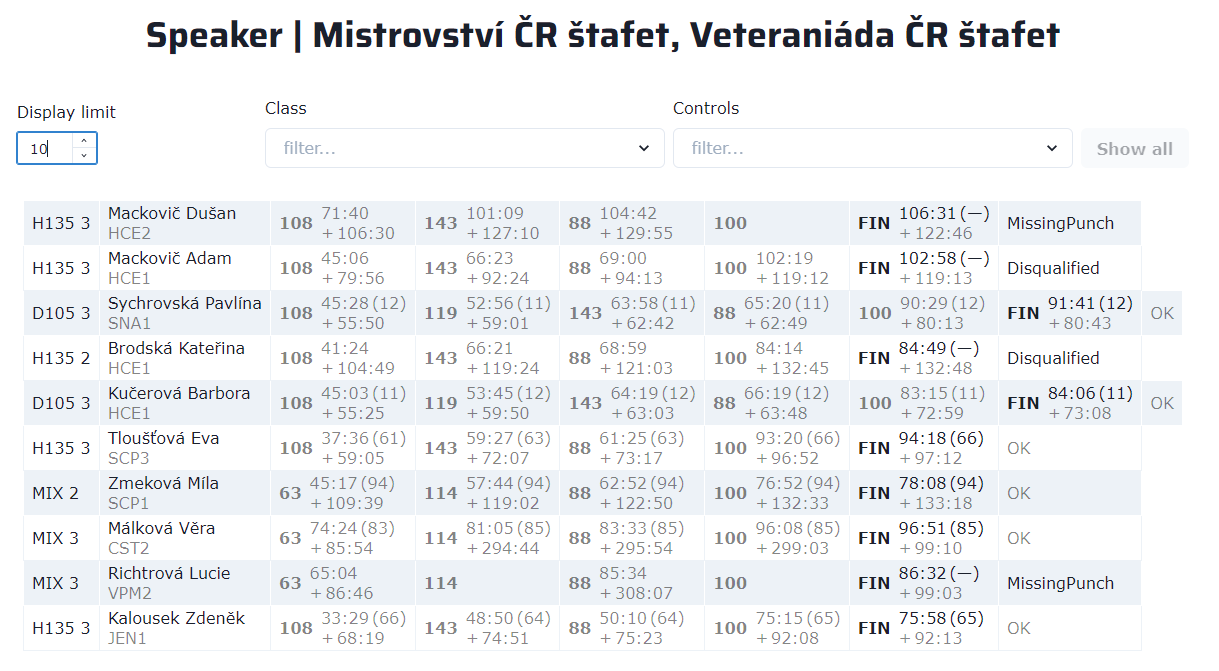 Speaker | Mistrovství ČR štafet, Veteraniáda ČR štafet
Display limit
Class
Controls
10
filter...
filter...
Show all
H135 3 Mackovič Dušan HCE2 108 71:40 +106:30 143 101:09 +127:10 88 104:42 +129:55 100 FIN 106:31 (—) +122:46 MissingPunch
H135 3 Mackovič Adam HCE1 108 45:06 +79:56 143 66:23 +92:24 88 69:00 +94:13 100 102:19 +119:12 FIN 102:58 (—) +119:13 Disqualified
D105 3 Sychrovská Pavlína SNA1 108 45:28 (12) +55:50 119 52:56 (11) +59:01 143 63:58 (11) +62:42 88 65:20 (11) +62:49 100 90:29 (12) +80:13 FIN 91:41 (12) +80:43 OK
H135 2 Brodská Kateřina HCE1 108 41:24 +104:49 143 66:21 +119:24 88 68:59 +121:03 100 84:14 +132:45 FIN 84:49 (—) +132:48 Disqualified
D105 3 Kučerová Barbora HCE1 108 45:03 (11) +55:25 119 53:45 (12) +59:50 143 64:19 (12) +63:03 88 66:19 (12) +63:48 100 83:15 (11) +72:59 FIN 84:06 (11) +73:08 OK
H135 3 Tloušťová Eva SCP3 108 37:36 (61) +59:05 143 59:27 (63) +72:07 88 61:25 (63) +73:17 100 93:20 (66) +96:52 FIN 94:18 (66) +97:12 OK
MIX 2 Zmeková Míla SCP1 63 45:17 (94) +109:39 114 57:44 (94) +119:02 88 62:52 (94) +122:50 100 76:52 (94) +132:33 FIN 78:08 (94) +133:18 OK
MIX 3 Málková Věra CST2 63 74:24 (83) +85:54 114 81:05 (85) +294:44 88 83:33 (85) +295:54 100 96:08 (85) +299:03 FIN 96:51 (85) +99:10 OK
MIX 3 Richtrová Lucie VPM2 63 65:04 +86:46 114 88 85:34 +308:07 100 FIN 86:32 (—) +99:03 MissingPunch
H135 3 Kalousek Zdeněk JEN1 108 33:29 (66) +68:19 143 48:50 (64) +74:51 88 50:10 (64) +75:23 100 75:15 (65) +92:08 FIN 75:58 (65) +92:13 OK